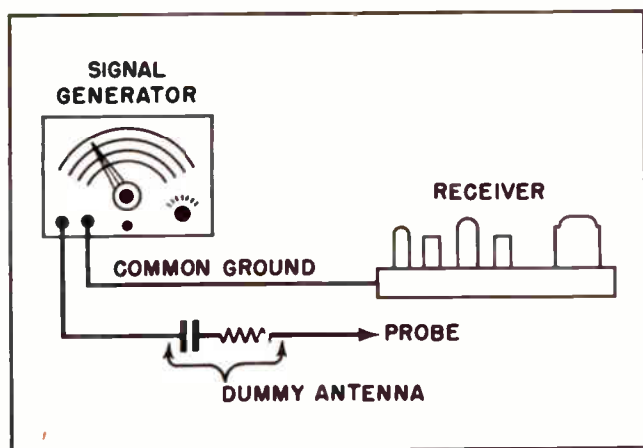 SIGNAL
GENERATOR
RECEIVER
COMMON GROUND
PROBE
DUMMY ANTENNA